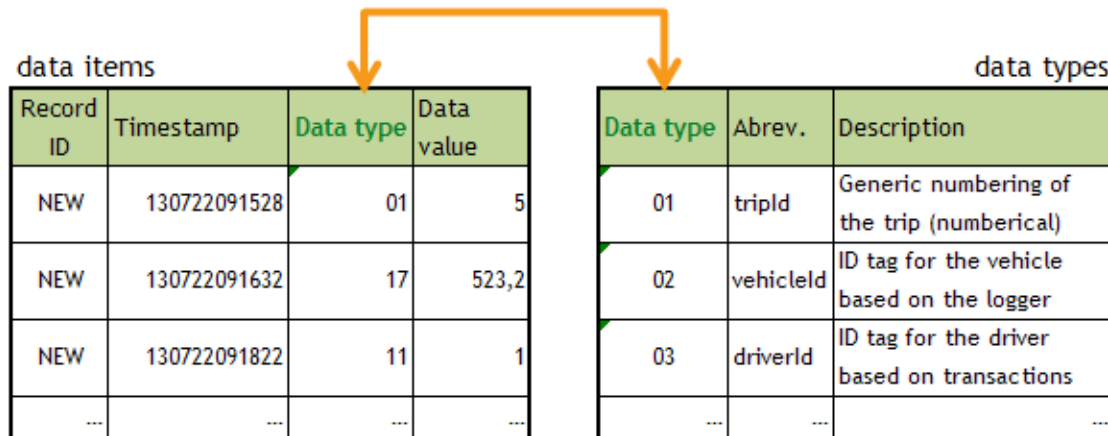 data items
data types
Record ID Timestamp Data type Data value
NEW 130722091528 01 5
NEW 130722091632 17 523,2
NEW 130722091822 11 1
... ... ... ...
Data type Abrev. Description
01 tripId Generic numbering of
the trip (numberical)
02 vehicleId ID tag for the vehicle
based on the logger
03 driverId ID tag for the driver
based on transactions
... ... ...